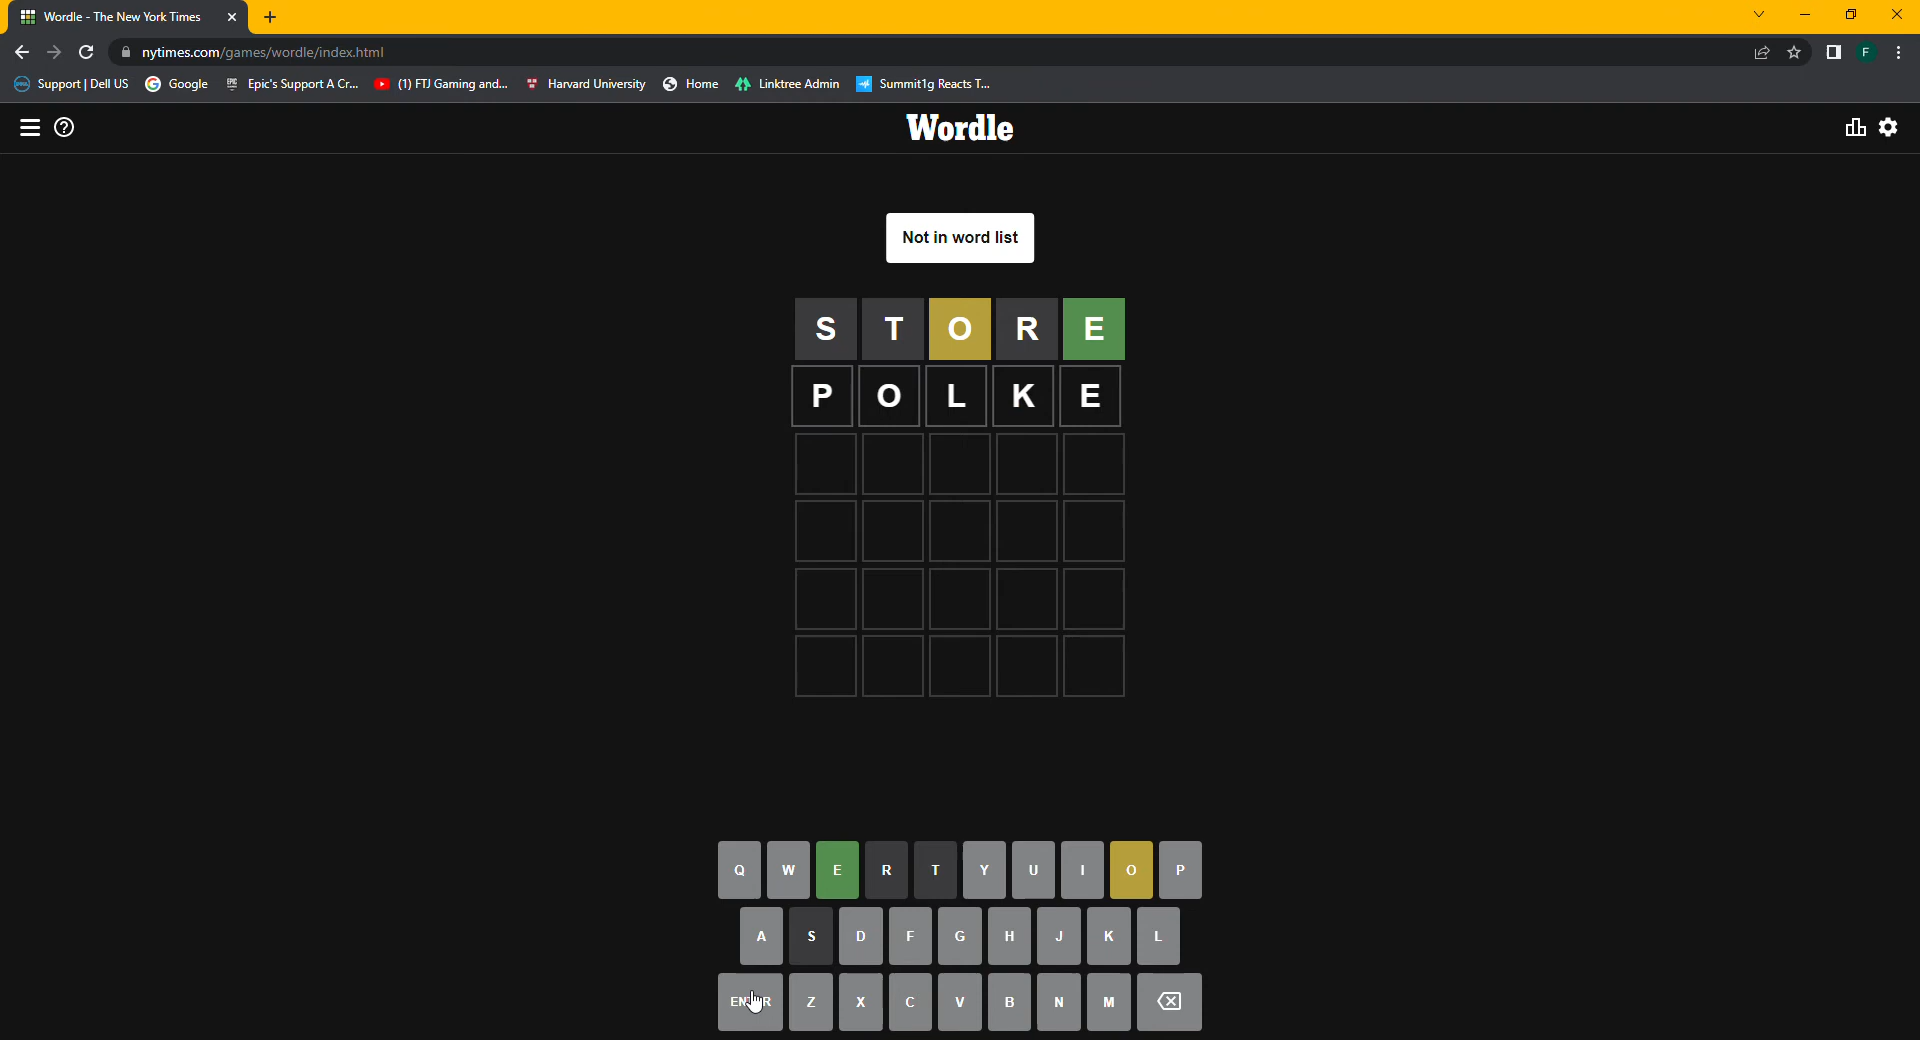 Wordle - The New York Times
nytimes.com/games/wordle/index.html
F
Support | Dell US
Google
Epic's Support A Cr...
(1) FTJ Gaming and...
Harvard University
Home
Linktree Admin
Summit1g Reacts T...
Wordle
Not in word list
S T O R E
P O L K E
Q W E R T Y U I O P
A S D F G H J K L
ENTER Z X C V B N M